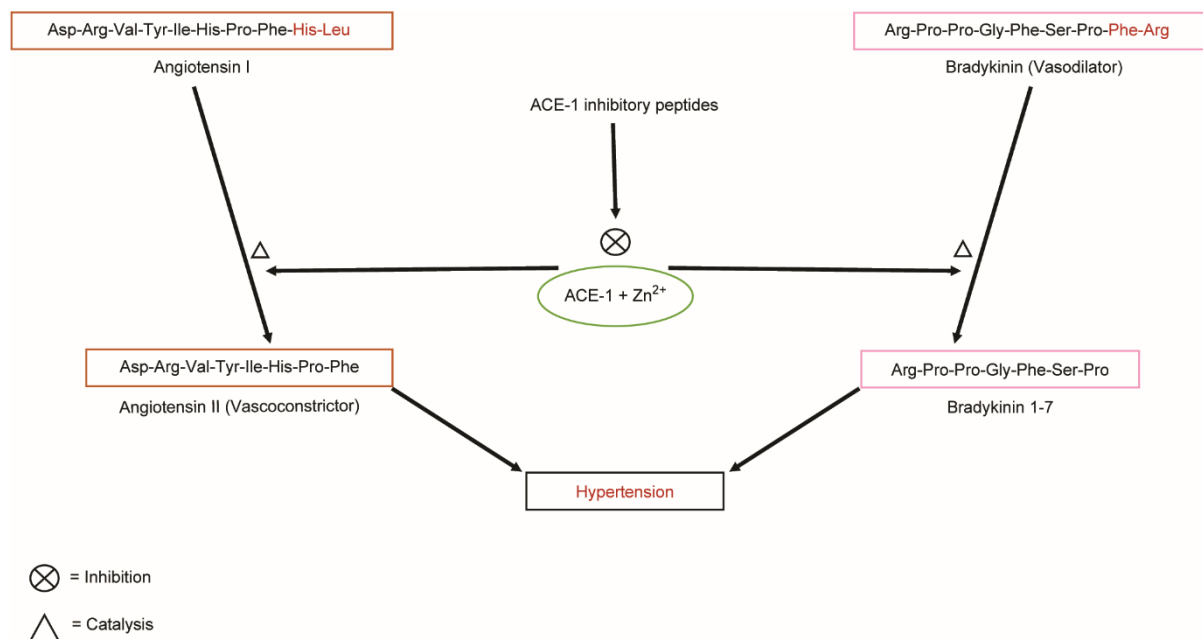 Asp-Arg-Val-Tyr-Ile-His-Pro-Phe-His-Leu
Angiotensin I
Arg-Pro-Pro-Gly-Phe-Ser-Pro-Phe-Arg
Bradykinin (Vasodilator)
ACE-1 inhibitory peptides
ACE-1 + Zn²⁺
Asp-Arg-Val-Tyr-Ile-His-Pro-Phe
Angiotensin II (Vascoconstrictor)
Arg-Pro-Pro-Gly-Phe-Ser-Pro
Bradykinin 1-7
Hypertension
= Inhibition
= Catalysis